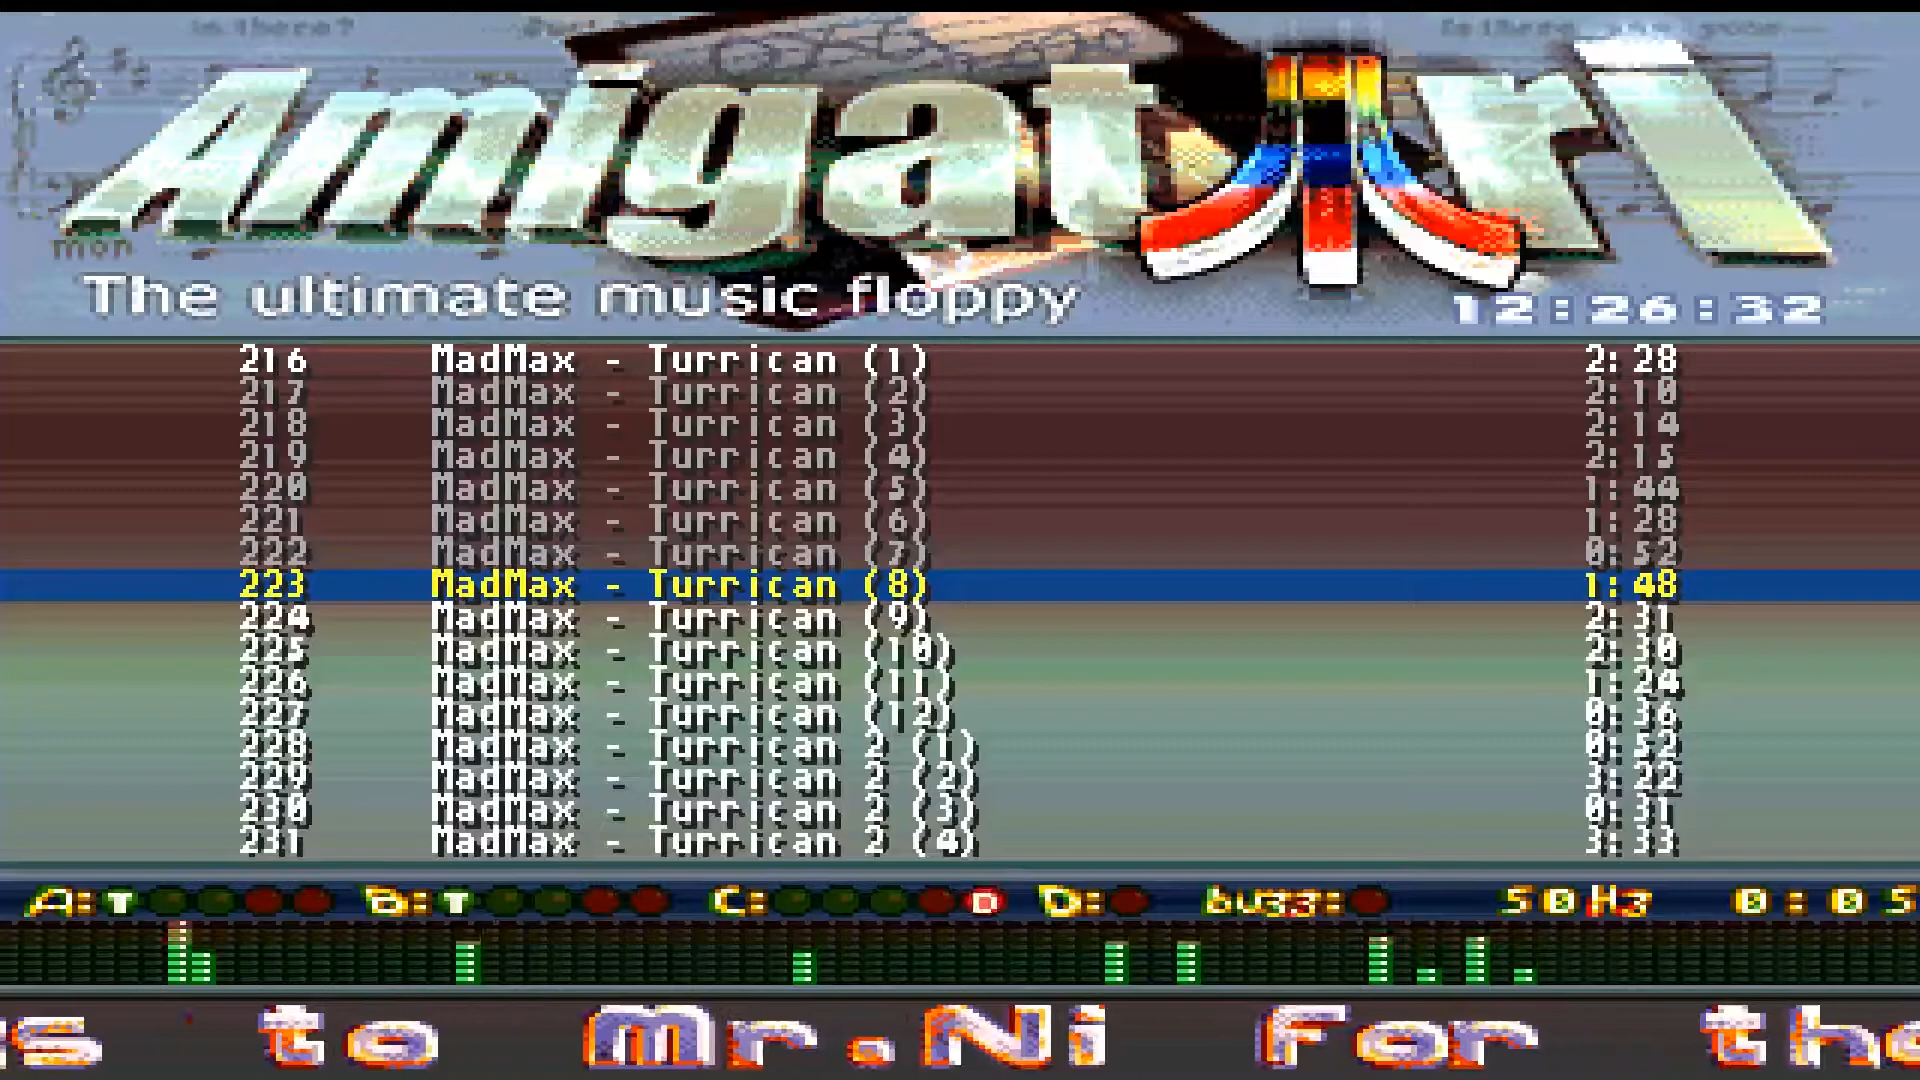 in there?
Amigatari
mon
The ultimate music floppy
12:26:32
216 MadMax - Turrican (1) 2:28
217 MadMax - Turrican (2) 2:10
218 MadMax - Turrican (3) 2:14
219 MadMax - Turrican (4) 2:15
220 MadMax - Turrican (5) 1:44
221 MadMax - Turrican (6) 1:28
222 MadMax - Turrican (7) 0:52
223 MadMax - Turrican (8) 1:48
224 MadMax - Turrican (9) 2:31
225 MadMax - Turrican (10) 2:30
226 MadMax - Turrican (11) 1:24
227 MadMax - Turrican (12) 0:36
228 MadMax - Turrican 2 (1) 0:52
229 MadMax - Turrican 2 (2) 3:22
230 MadMax - Turrican 2 (3) 0:31
231 MadMax - Turrican 2 (4) 3:33
A:T B:T C: D D: buzz: 50Hz 0:05
s to Mr.Ni For the